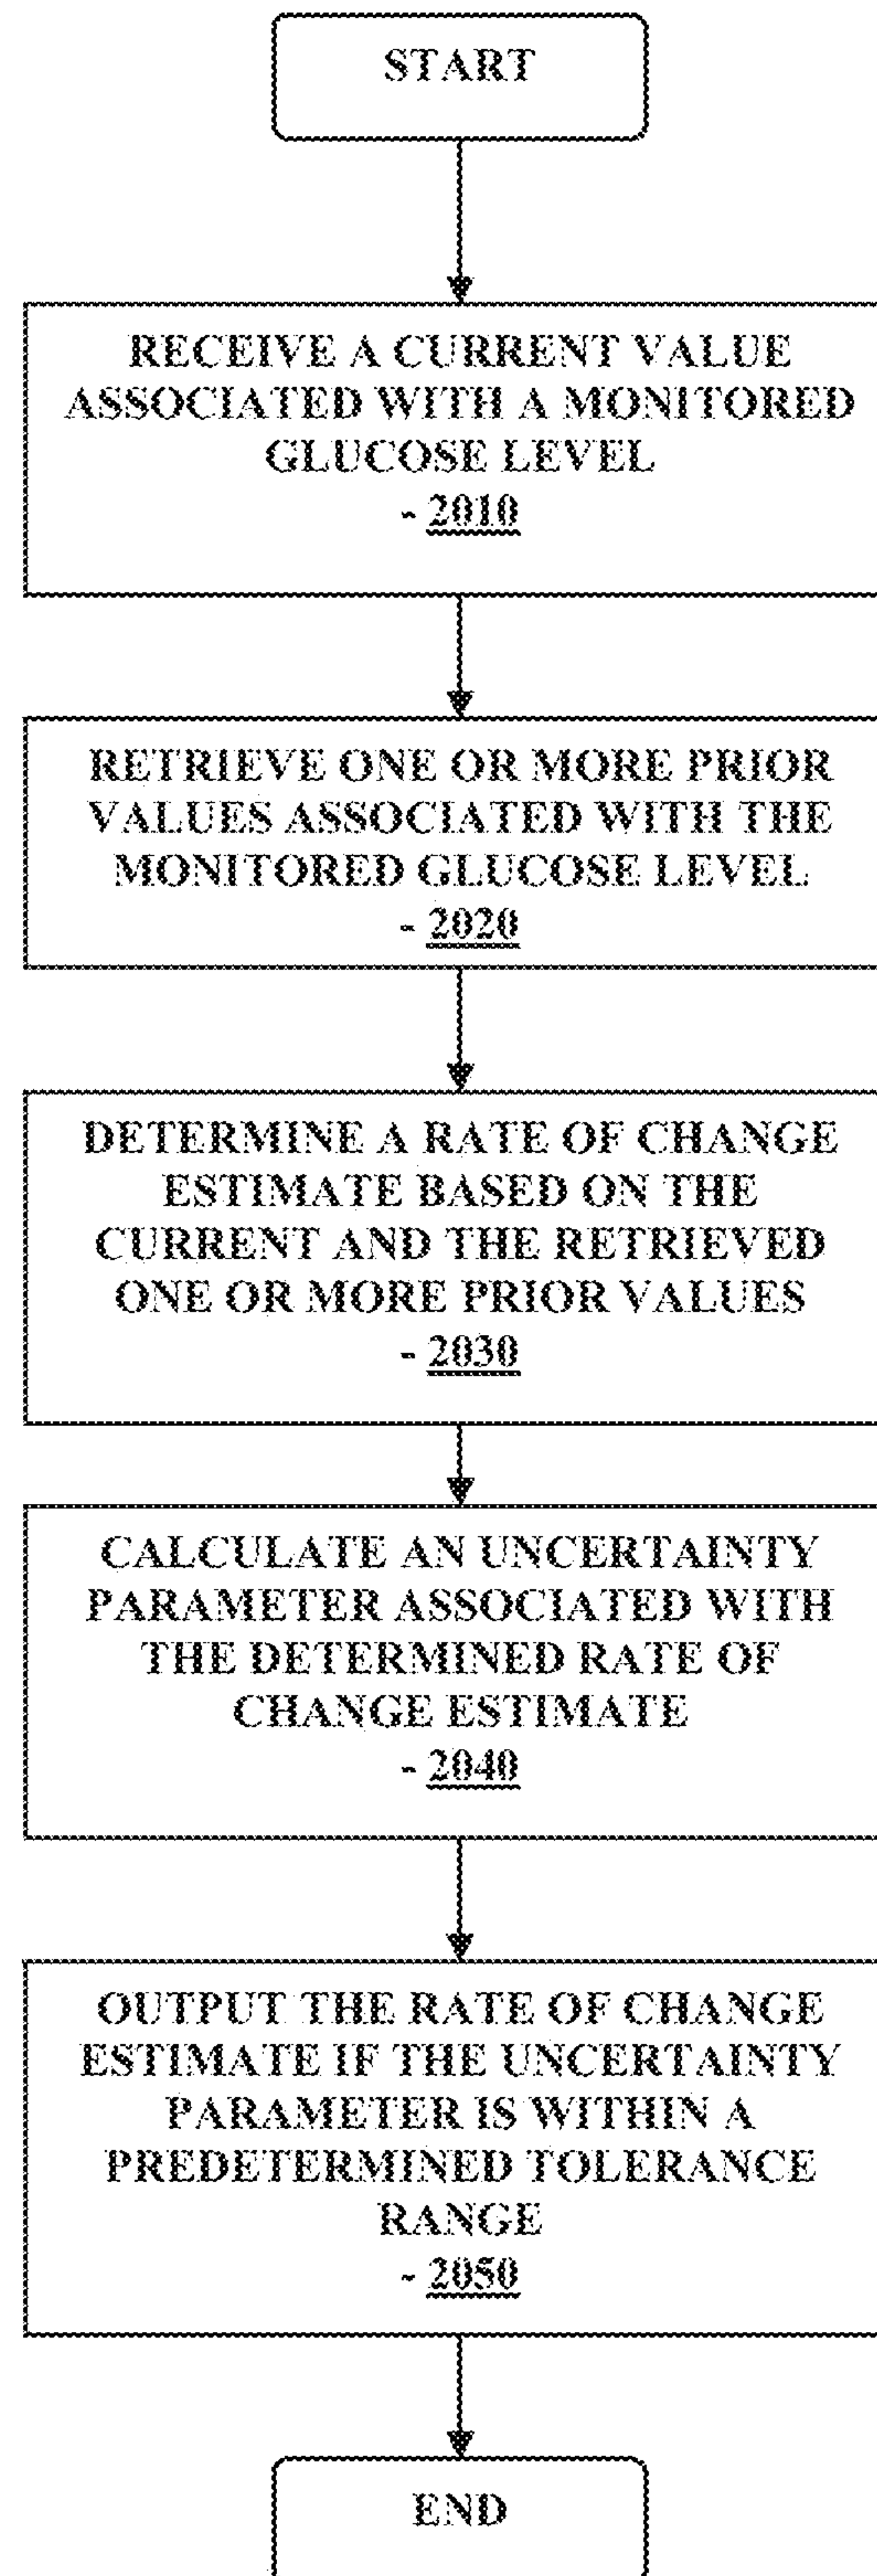 START
RECEIVE A CURRENT VALUE
ASSOCIATED WITH A MONITORED
GLUCOSE LEVEL
- 2010
RETRIEVE ONE OR MORE PRIOR
VALUES ASSOCIATED WITH THE
MONITORED GLUCOSE LEVEL
- 2020
DETERMINE A RATE OF CHANGE
ESTIMATE BASED ON THE
CURRENT AND THE RETRIEVED
ONE OR MORE PRIOR VALUES
- 2030
CALCULATE AN UNCERTAINTY
PARAMETER ASSOCIATED WITH
THE DETERMINED RATE OF
CHANGE ESTIMATE
- 2040
OUTPUT THE RATE OF CHANGE
ESTIMATE IF THE UNCERTAINTY
PARAMETER IS WITHIN A
PREDETERMINED TOLERANCE
RANGE
- 2050
END